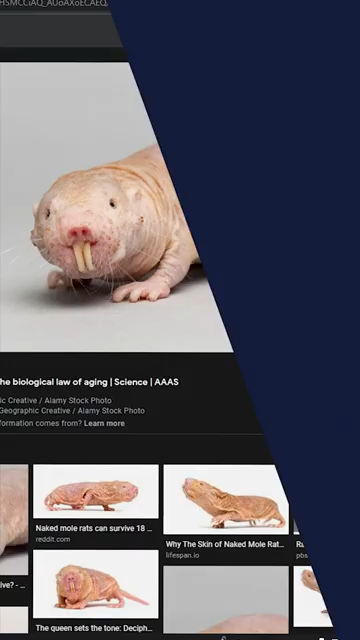 HSMCCiAQ_AUoAXoECAEQA
he biological law of aging | Science | AAAS
ic Creative / Alamy Stock Photo
Geographic Creative / Alamy Stock Photo
formation comes from? Learn more
Naked mole rats can survive 18 ...
reddit.com
Why The Skin of Naked Mole Rat...
lifespan.io
Ra
pbs
ive? - ...
The queen sets the tone: Deciph...